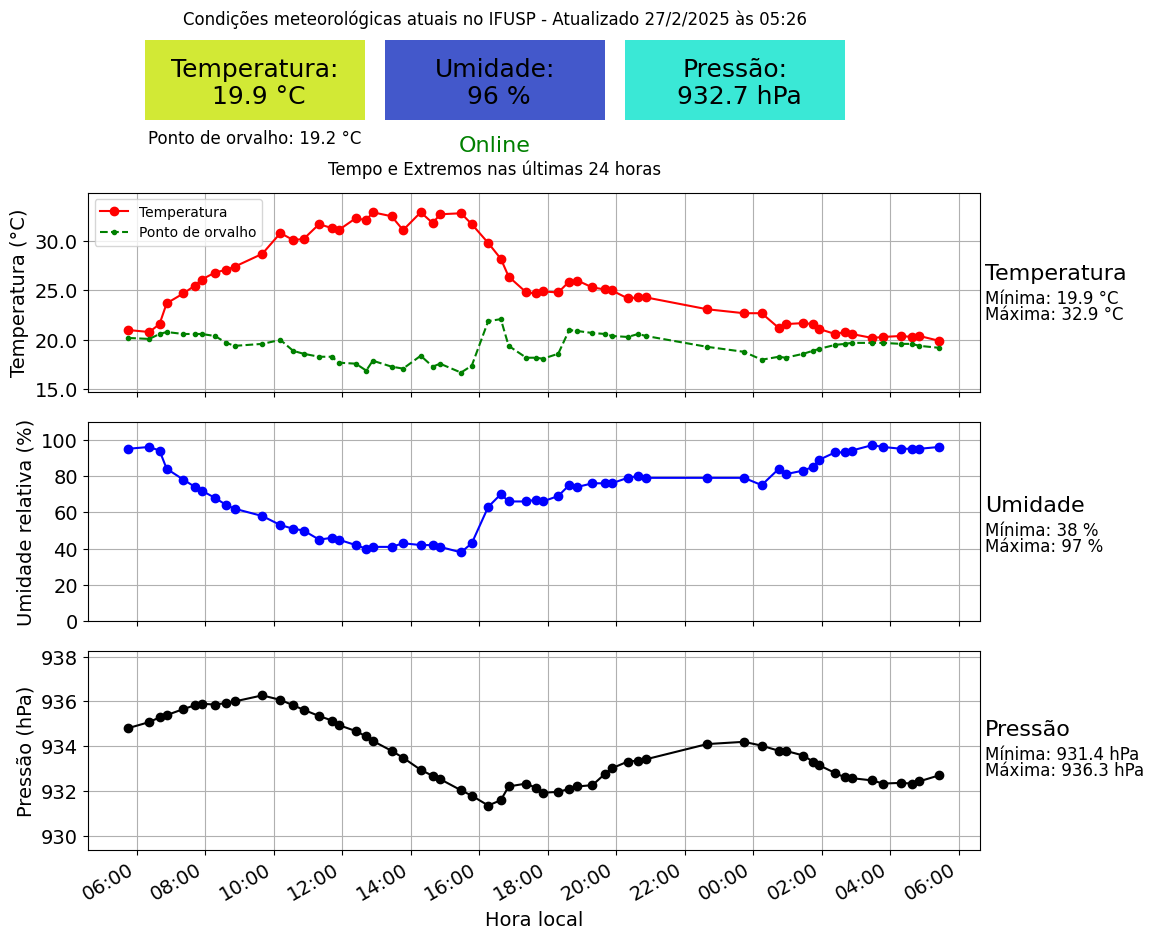 Condições meteorológicas atuais no IFUSP - Atualizado 27/2/2025 às 05:26
Temperatura:
19.9 °C
Umidade:
96 %
Pressão:
932.7 hPa
Ponto de orvalho: 19.2 °C
Online
Tempo e Extremos nas últimas 24 horas
Temperatura (°C)
30.0
25.0
20.0
15.0
Temperatura
Ponto de orvalho
Temperatura
Mínima: 19.9 °C
Máxima: 32.9 °C
Umidade relativa (%)
100
80
60
40
20
0
Umidade
Mínima: 38 %
Máxima: 97 %
Pressão (hPa)
938
936
934
932
930
Pressão
Mínima: 931.4 hPa
Máxima: 936.3 hPa
06:00 08:00 10:00 12:00 14:00 16:00 18:00 20:00 22:00 00:00 02:00 04:00 06:00
Hora local